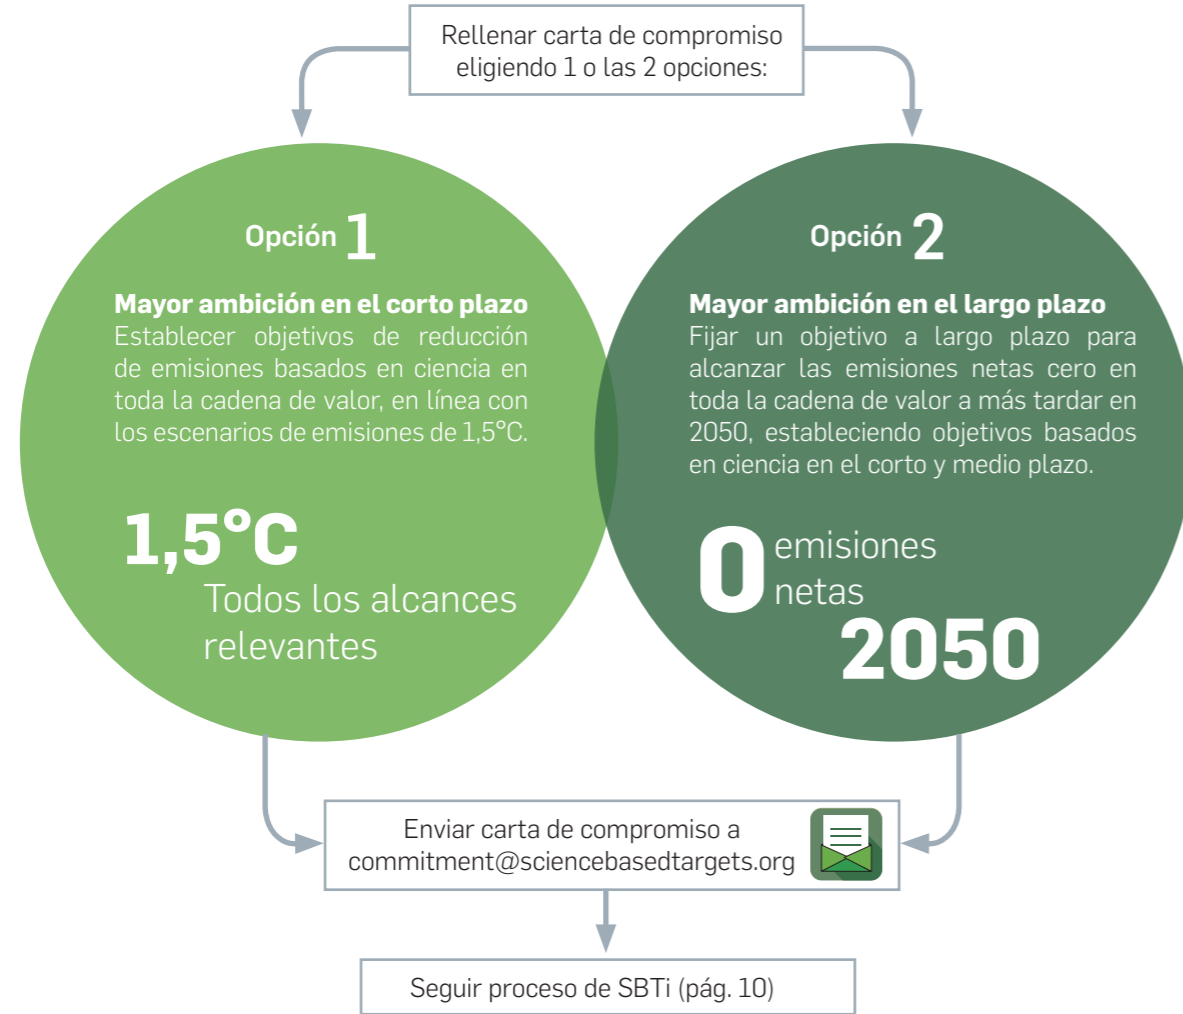 Rellenar carta de compromiso
eligiendo 1 o las 2 opciones:
Opción 1
Mayor ambición en el corto plazo
Establecer objetivos de reducción
de emisiones basados en ciencia en
toda la cadena de valor, en línea con
los escenarios de emisiones de 1,5°C.
1,5°C
Todos los alcances
relevantes
Opción 2
Mayor ambición en el largo plazo
Fijar un objetivo a largo plazo para
alcanzar las emisiones netas cero en
toda la cadena de valor a más tardar en
2050, estableciendo objetivos basados
en ciencia en el corto y medio plazo.
0 emisiones
netas
2050
Enviar carta de compromiso a
commitment@sciencebasedtargets.org
Seguir proceso de SBTi (pág. 10)